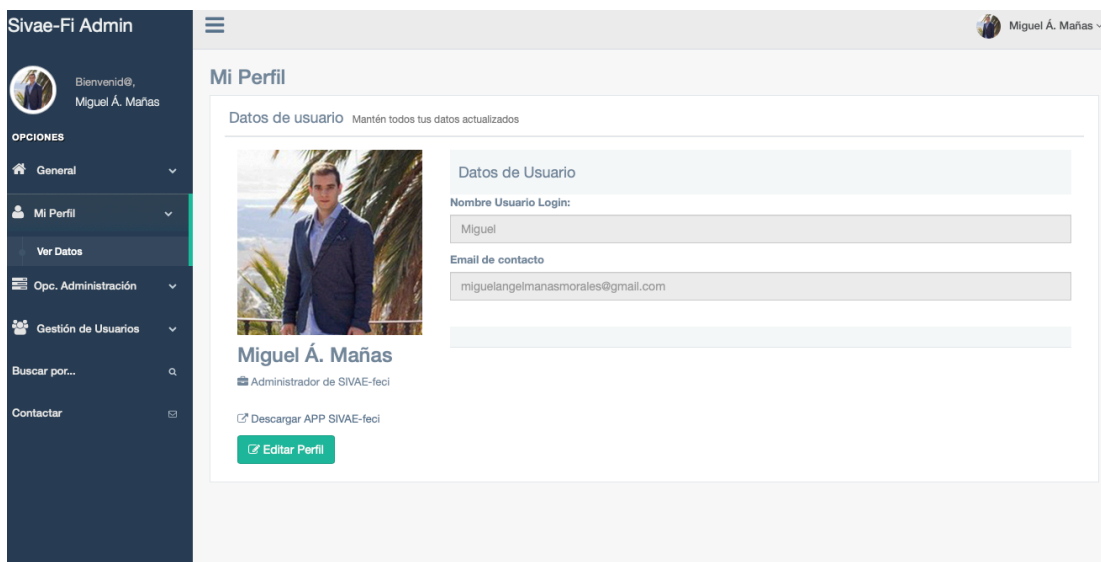 Sivae-Fi Admin
Miguel Á. Mañas
Bienvenid@,
Miguel Á. Mañas
OPCIONES
General
Mi Perfil
Ver Datos
Opc. Administración
Gestión de Usuarios
Buscar por...
Contactar
Mi Perfil
Datos de usuario Mantén todos tus datos actualizados
Miguel Á. Mañas
Administrador de SIVAE-feci
Descargar APP SIVAE-feci
Editar Perfil
Datos de Usuario
Nombre Usuario Login:
Miguel
Email de contacto
miguelangelmanasmorales@gmail.com